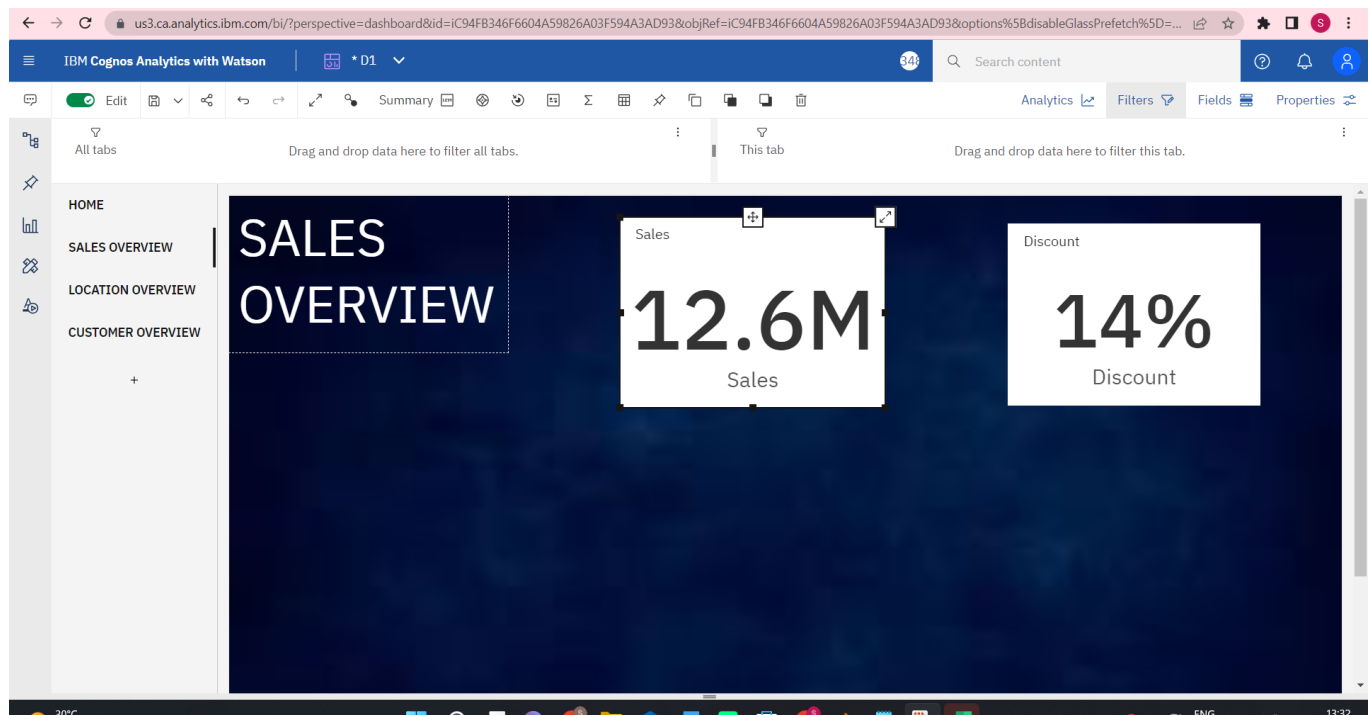 us3.ca.analytics.ibm.com/bi/?perspective=dashboard&id=iC94FB346F6604A59826A03F594A3AD93&objRef=iC94FB346F6604A59826A03F594A3AD93&options%5BdisableGlassPrefetch%5D=... S
IBM Cognos Analytics with Watson * D1 Search content
Edit Summary Analytics Filters Fields Properties
All tabs Drag and drop data here to filter all tabs. This tab Drag and drop data here to filter this tab.
HOME
SALES OVERVIEW
LOCATION OVERVIEW
CUSTOMER OVERVIEW
+
SALES
OVERVIEW
Sales
12.6M
Sales
Discount
14%
Discount
30°C ENG 13:32